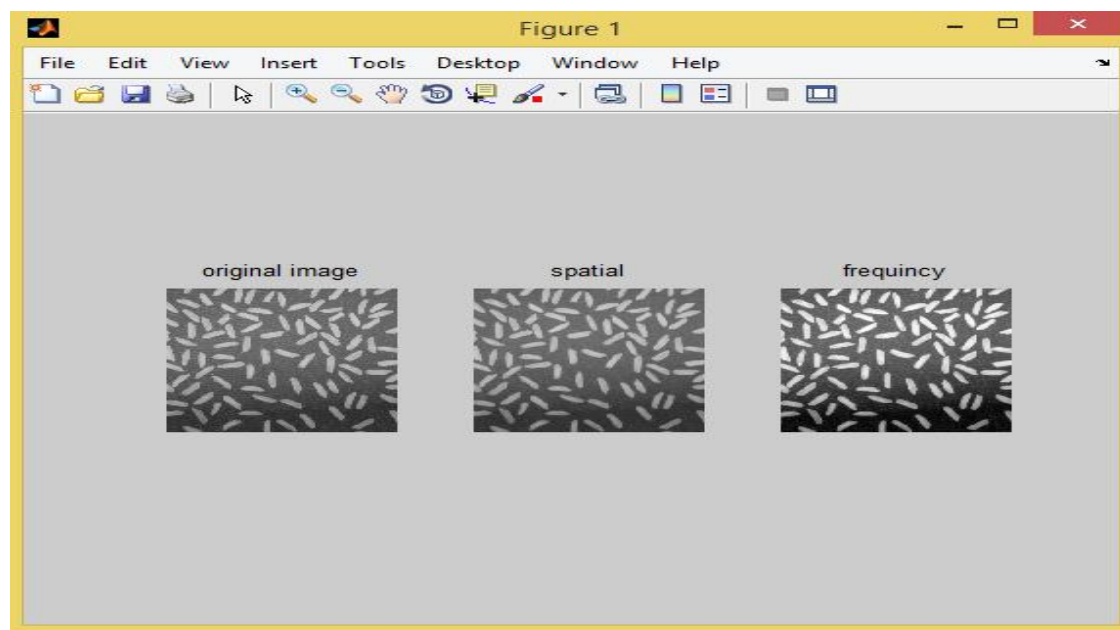 Figure 1
File Edit View Insert Tools Desktop Window Help
original image spatial frequincy